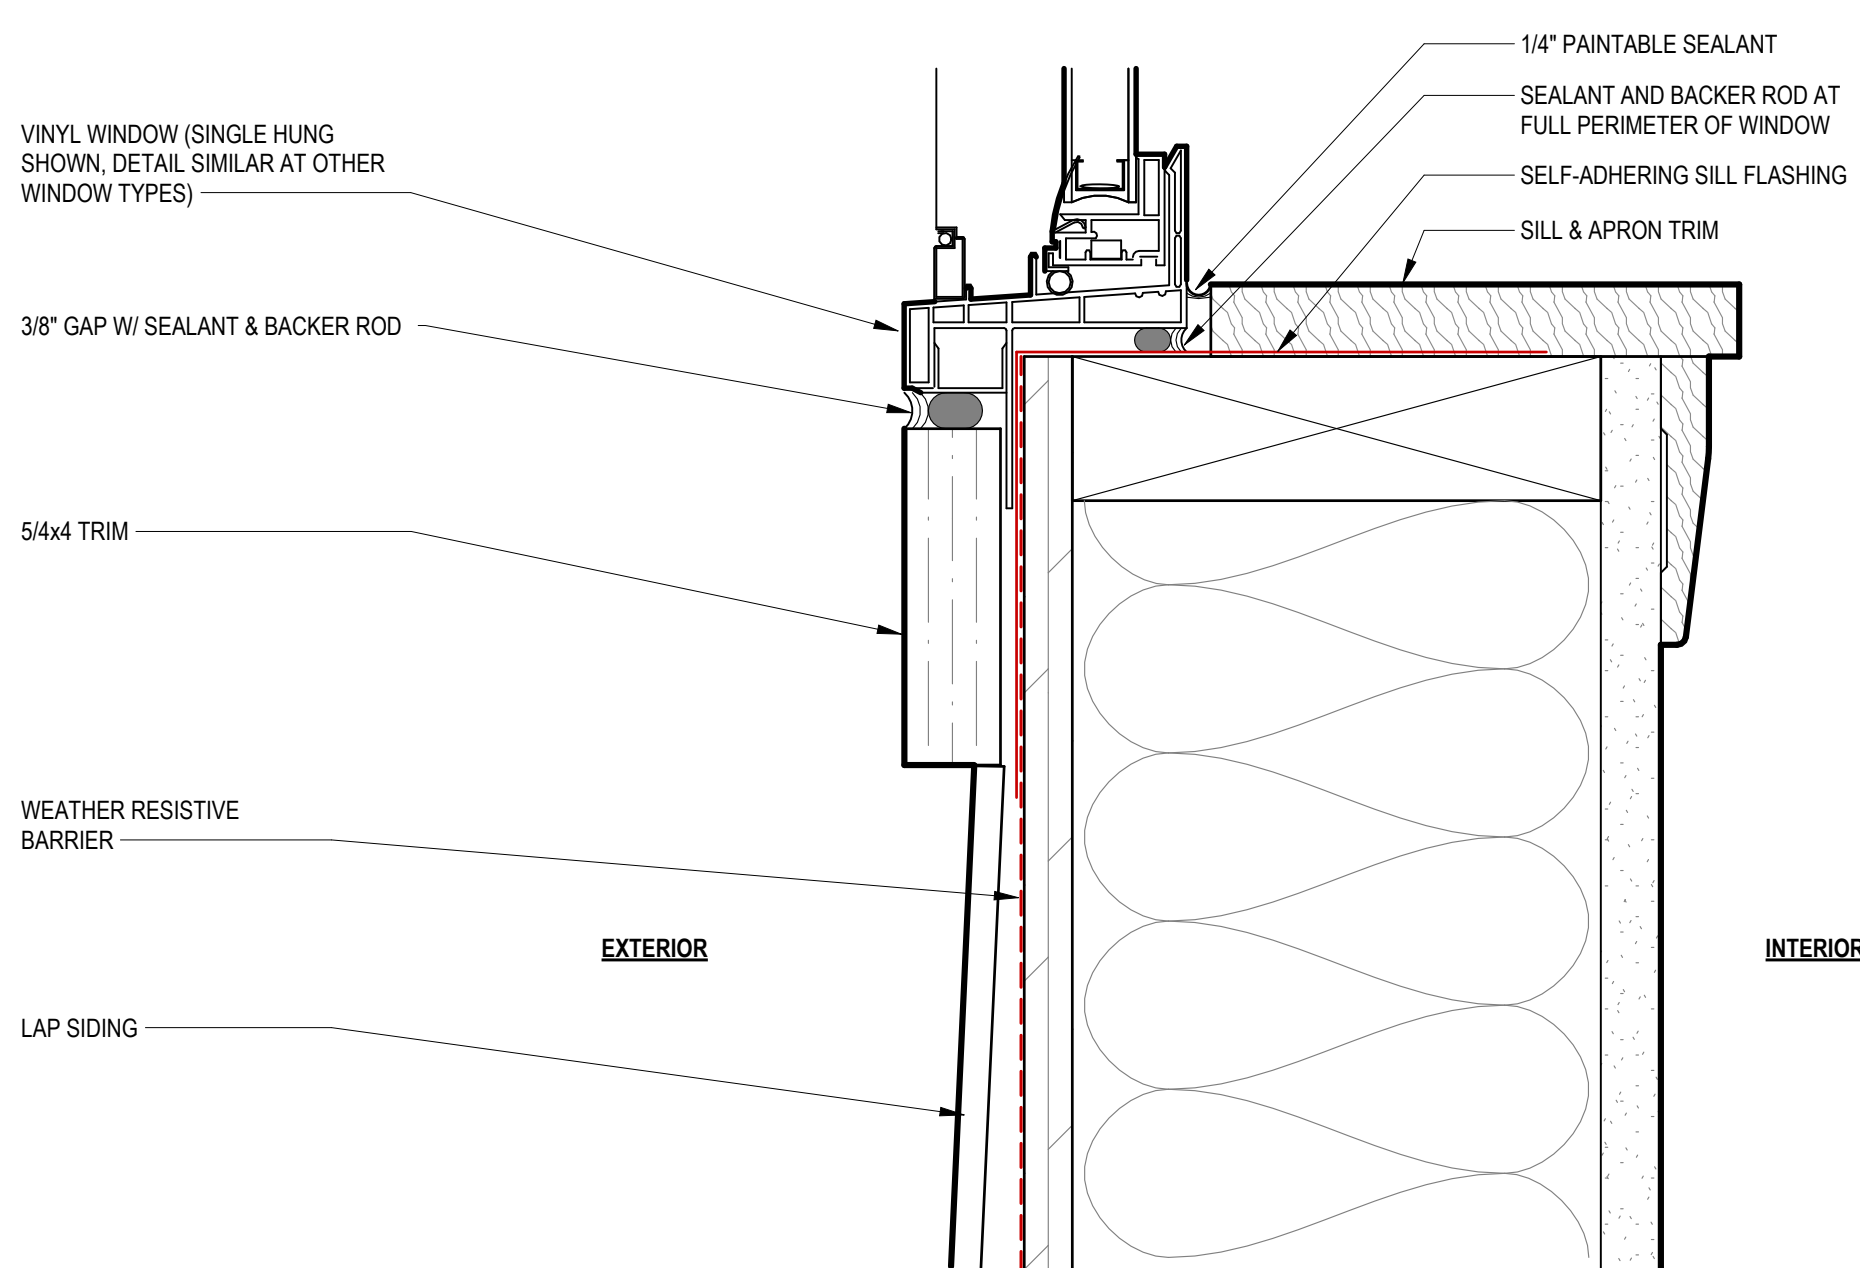 1/4" PAINTABLE SEALANT
SEALANT AND BACKER ROD AT
FULL PERIMETER OF WINDOW
SELF-ADHERING SILL FLASHING
SILL & APRON TRIM
VINYL WINDOW (SINGLE HUNG
SHOWN, DETAIL SIMILAR AT OTHER
WINDOW TYPES)
3/8" GAP W/ SEALANT & BACKER ROD
5/4x4 TRIM
WEATHER RESISTIVE
BARRIER
EXTERIOR
INTERIOR
LAP SIDING